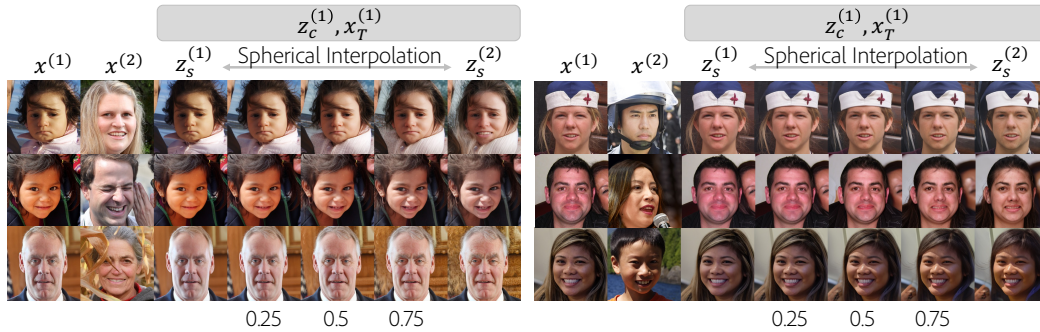 z_c^{(1)}, x_T^{(1)}
Spherical Interpolation
x^{(1)} x^{(2)} z_s^{(1)} z_s^{(2)}
0.25 0.5 0.75
z_c^{(1)}, x_T^{(1)}
Spherical Interpolation
x^{(1)} x^{(2)} z_s^{(1)} z_s^{(2)}
0.25 0.5 0.75